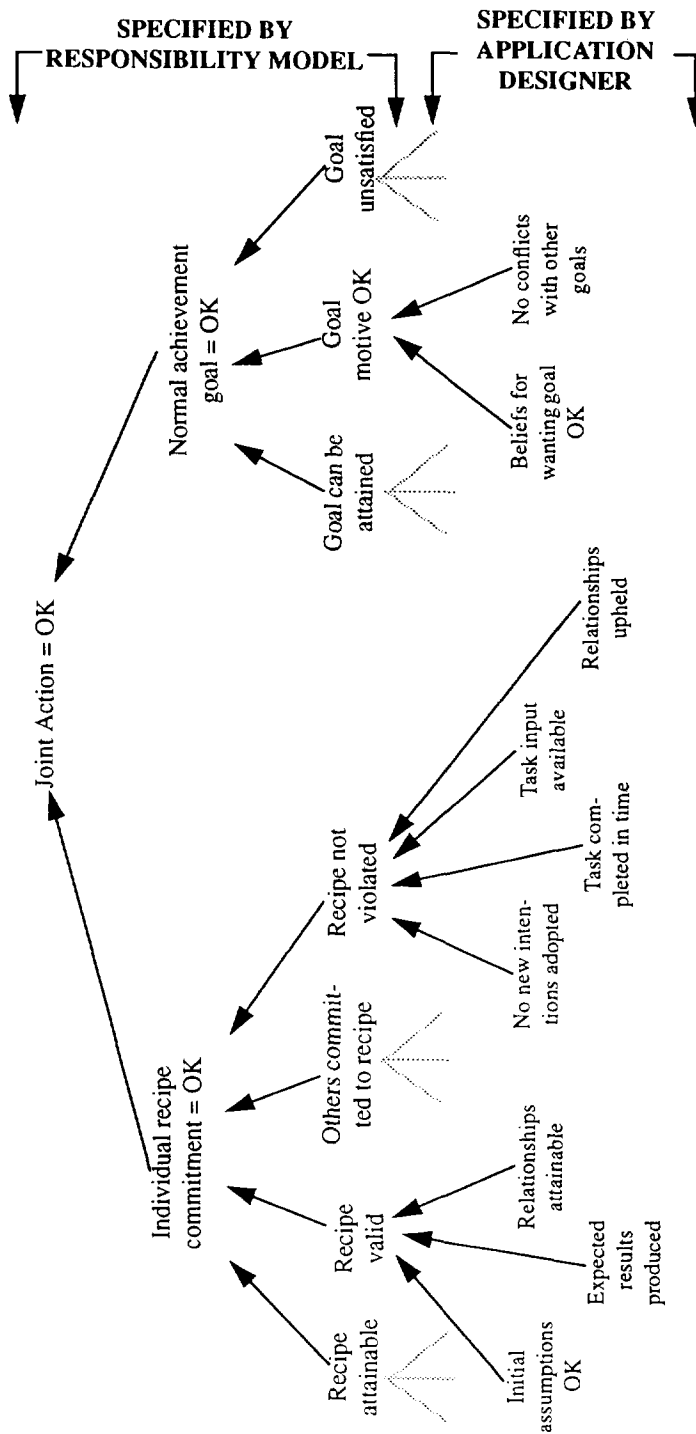 SPECIFIED BY
RESPONSIBILITY MODEL
SPECIFIED BY
APPLICATION
DESIGNER
Joint Action = OK
Individual recipe
commitment = OK
Normal achievement
goal = OK
Recipe
attainable
Recipe
valid
Others commit-
ted to recipe
Recipe not
violated
Goal can be
attained
Goal
motive OK
Goal
unsatisfied
Initial
assumptions
OK
Expected
results
produced
Relationships
attainable
No new inten-
tions adopted
Task com-
pleted in time
Task input
available
Relationships
upheld
Beliefs for
wanting goal
OK
No conflicts
with other
goals